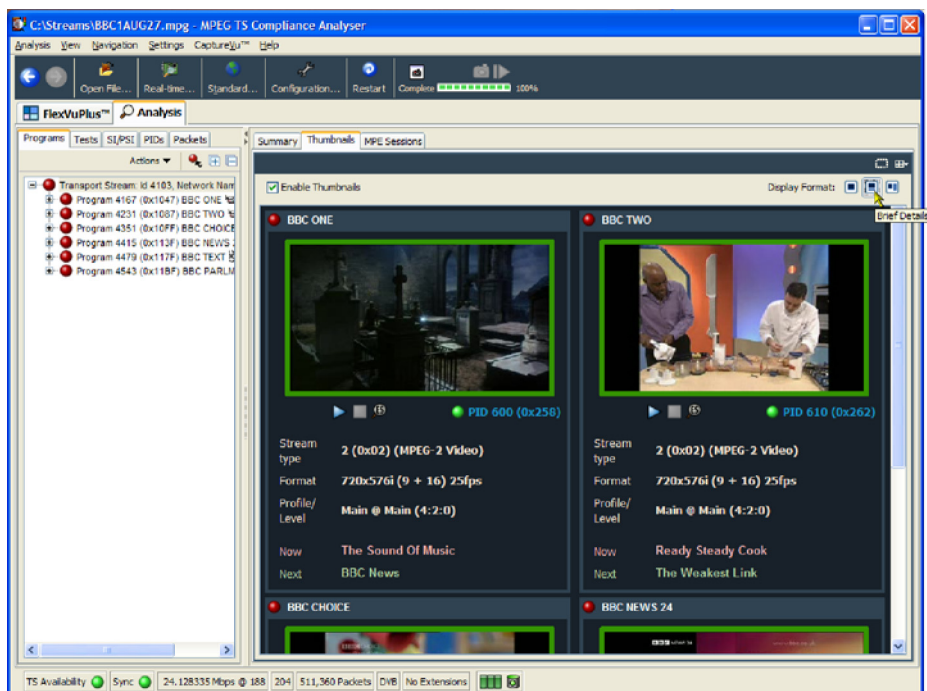 C:\Streams\BBC1AUG27.mpg - MPEG TS Compliance Analyser
Analysis View Navigation Settings CaptureVu™ Help
Open File... Real-time... Standard... Configuration... Restart Complete 100%
FlexVuPlus™ Analysis
Programs Tests SI/PSI PIDs Packets
Actions
Transport Stream: Id 4103, Network Nam
Program 4167 (0x1047) BBC ONE
Program 4231 (0x1087) BBC TWO
Program 4351 (0x10FF) BBC CHOICE
Program 4415 (0x113F) BBC NEWS
Program 4479 (0x117F) BBC TEXT
Program 4543 (0x11BF) BBC PARLM
Summary Thumbnails MPE Sessions
Enable Thumbnails
Display Format:
Brief Details
BBC ONE
PID 600 (0x258)
Stream type 2 (0x02) (MPEG-2 Video)
Format 720x576i (9 + 16) 25fps
Profile/ Level Main @ Main (4:2:0)
Now The Sound Of Music
Next BBC News
BBC TWO
PID 610 (0x262)
Stream type 2 (0x02) (MPEG-2 Video)
Format 720x576i (9 + 16) 25fps
Profile/ Level Main @ Main (4:2:0)
Now Ready Steady Cook
Next The Weakest Link
BBC CHOICE
BBC NEWS 24
TS Availability Sync 24.128335 Mbps @ 188 204 511,360 Packets DVB No Extensions